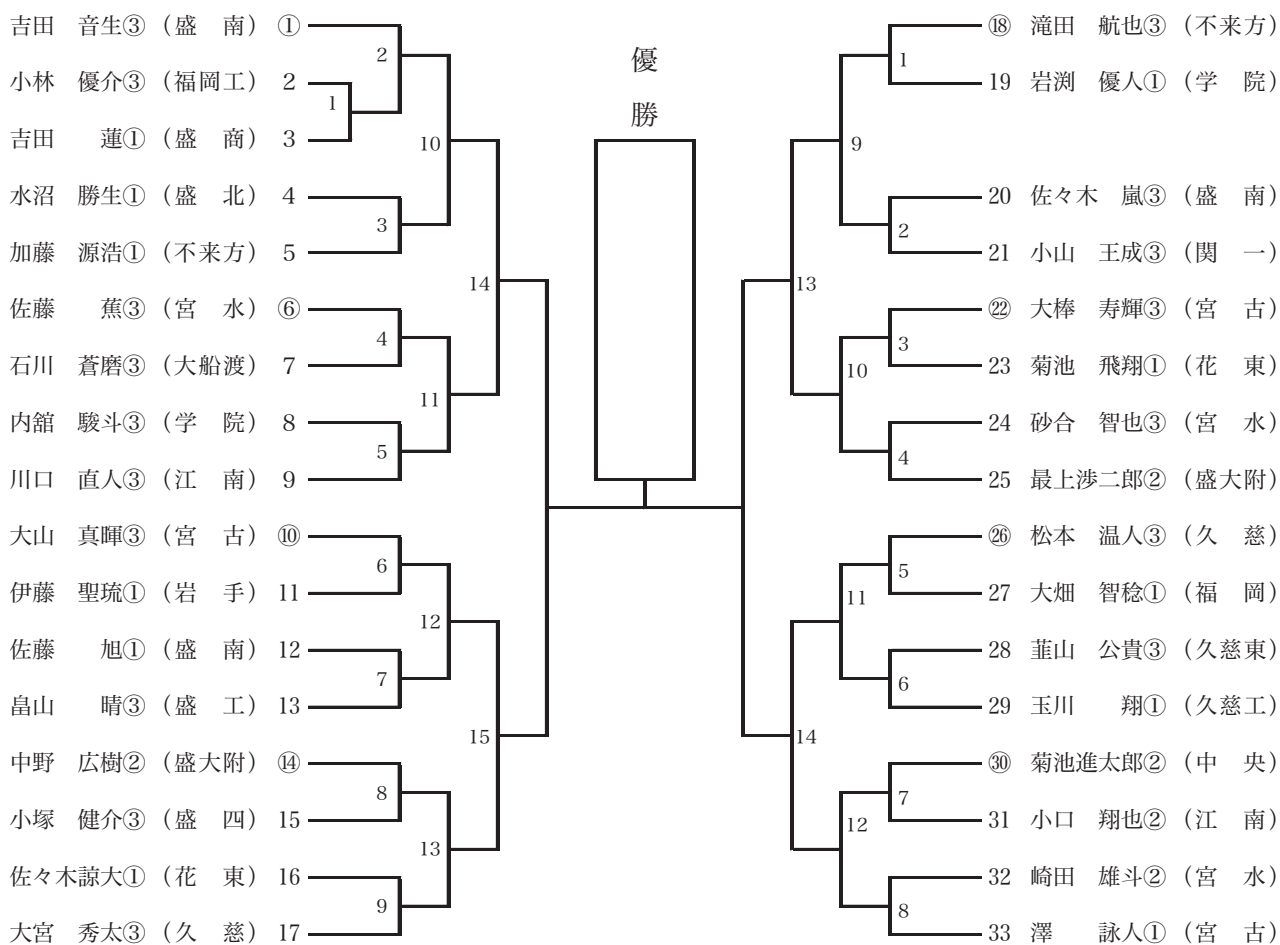 優
勝
吉田　音生③（盛　南）①
小林　優介③（福岡工）2
吉田　　蓮①（盛　商）3
水沼　勝生①（盛　北）4
加藤　源浩①（不来方）5
佐藤　　蕉③（宮　水）⑥
石川　蒼磨③（大船渡）7
内舘　駿斗③（学　院）8
川口　直人③（江　南）9
大山　真暉③（宮　古）⑩
伊藤　聖琉①（岩　手）11
佐藤　　旭①（盛　南）12
畠山　　晴③（盛　工）13
中野　広樹②（盛大附）⑭
小塚　健介③（盛　四）15
佐々木諒大①（花　東）16
大宮　秀太③（久　慈）17
1
2
3
4
5
6
7
8
9
10
11
12
13
14
15
⑱　滝田　航也③（不来方）
19　岩渕　優人①（学　院）
20　佐々木　嵐③（盛　南）
21　小山　王成③（関　一）
㉒　大棒　寿輝③（宮　古）
23　菊池　飛翔①（花　東）
24　砂合　智也③（宮　水）
25　最上渉二郎②（盛大附）
㉖　松本　温人③（久　慈）
27　大畑　智稔①（福　岡）
28　韮山　公貴③（久慈東）
29　玉川　　翔①（久慈工）
㉚　菊池進太郎②（中　央）
31　小口　翔也②（江　南）
32　崎田　雄斗②（宮　水）
33　澤　　詠人①（宮　古）
1
2
3
4
5
6
7
8
9
10
11
12
13
14